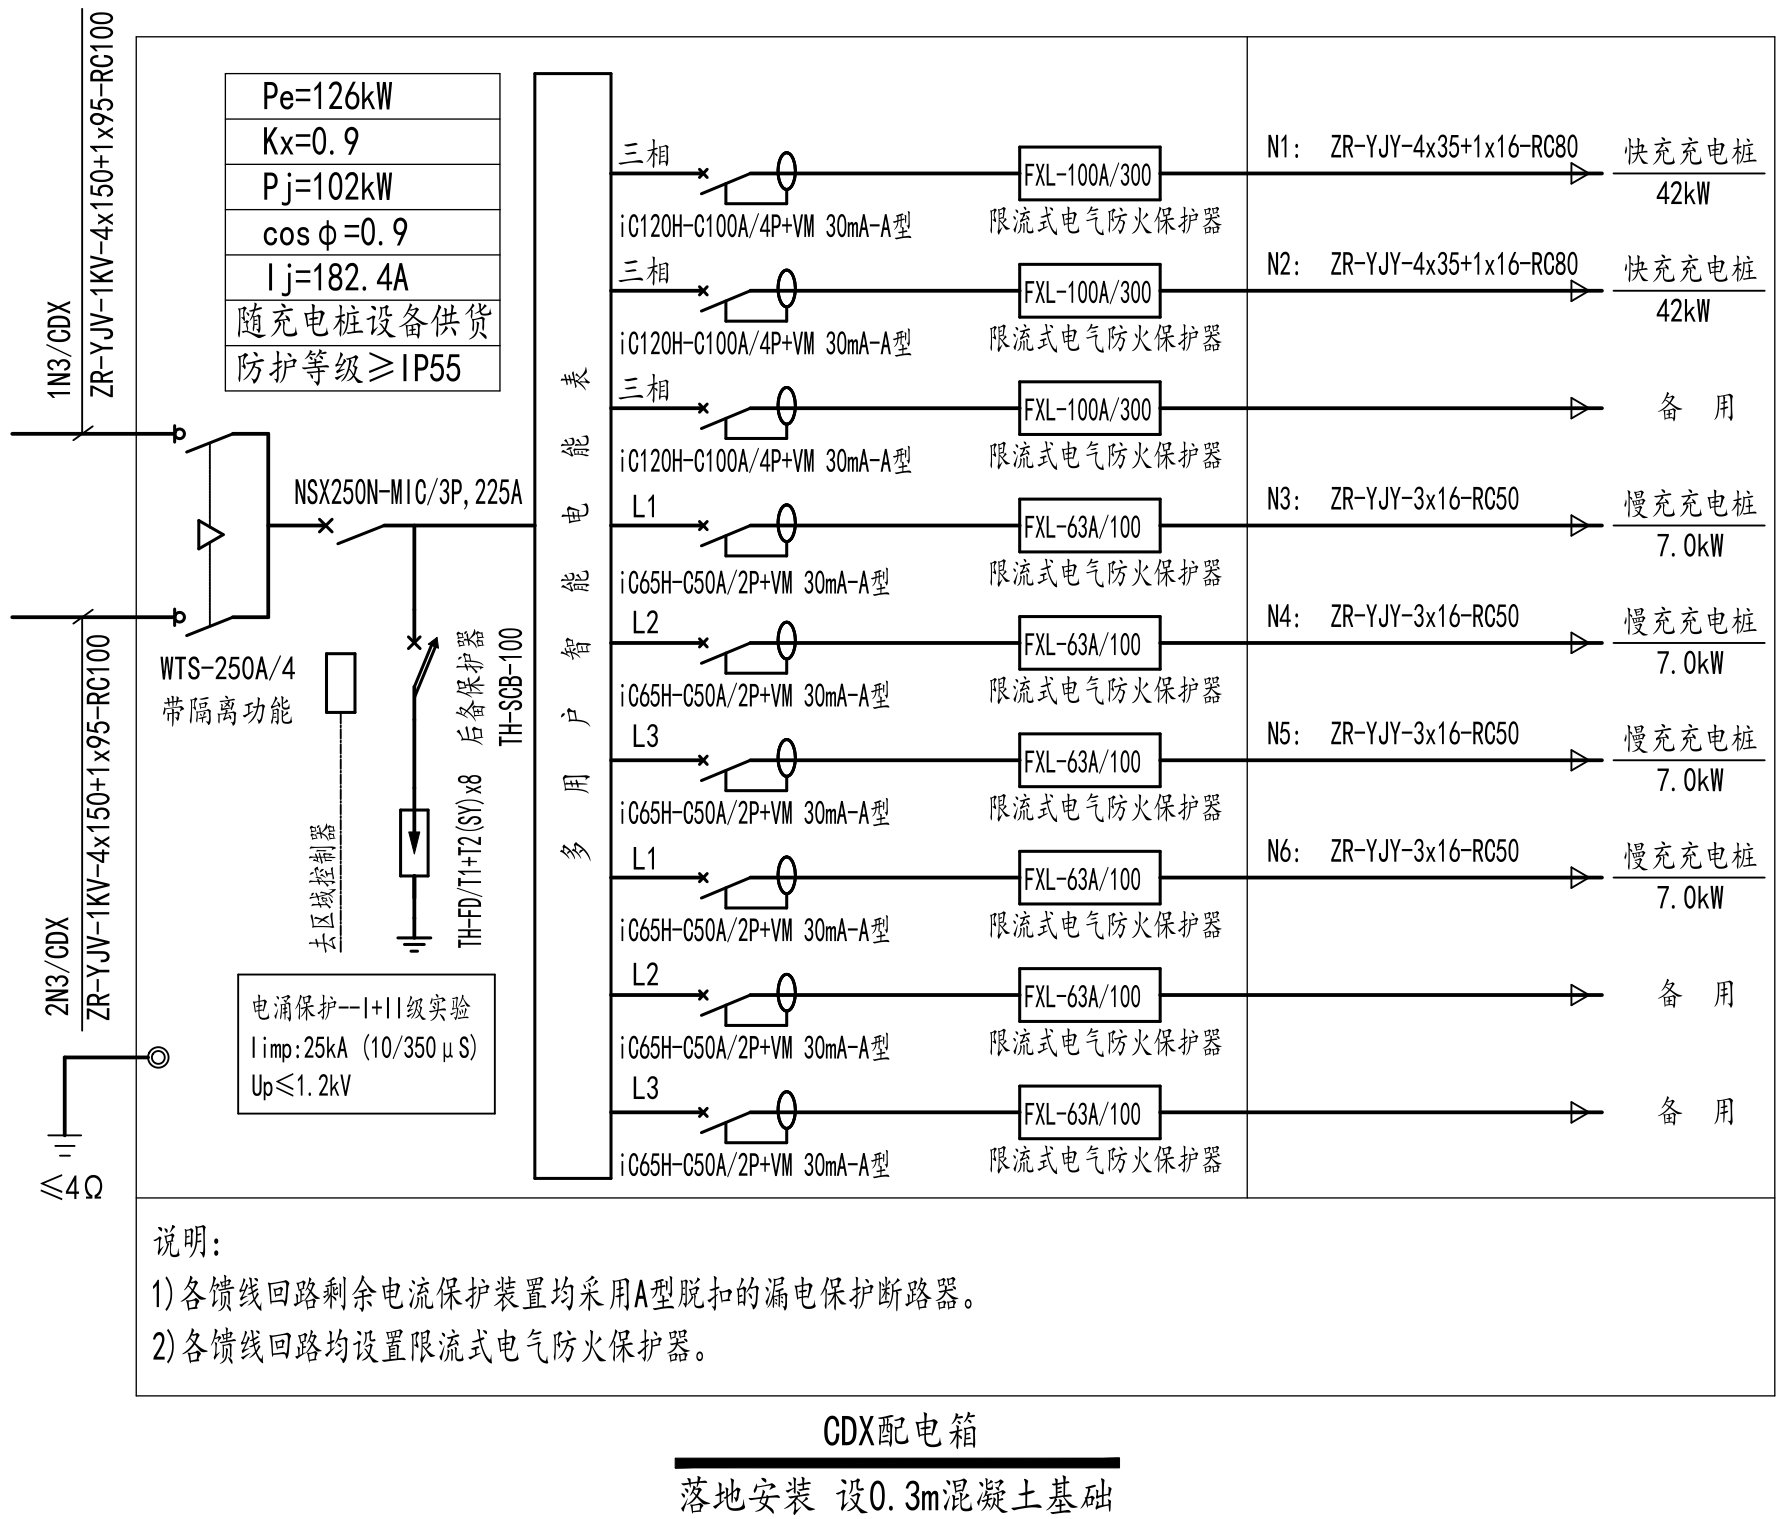 1N3/CDX
ZR-YJV-1KV-4x150+1x95-RC100
Pe=126kW
Kx=0.9
Pj=102kW
cosφ=0.9
Ij=182.4A
随充电桩设备供货
防护等级≥IP55
NSX250N-MIC/3P,225A
WTS-250A/4
带隔离功能
2N3/CDX
ZR-YJV-1KV-4x150+1x95-RC100
≤4Ω
去区域控制器
后备保护器
TH-SCB-100
TH-FD/T1+T2(SY)x8
电涌保护--I+II级实验
Iimp:25kA (10/350μS)
Up≤1.2kV
多用户智能电能表
三相
iC120H-C100A/4P+VM 30mA-A型
FXL-100A/300
限流式电气防火保护器
N1: ZR-YJY-4x35+1x16-RC80
快充充电桩
42kW
三相
iC120H-C100A/4P+VM 30mA-A型
FXL-100A/300
限流式电气防火保护器
N2: ZR-YJY-4x35+1x16-RC80
快充充电桩
42kW
三相
iC120H-C100A/4P+VM 30mA-A型
FXL-100A/300
限流式电气防火保护器
备 用
L1
iC65H-C50A/2P+VM 30mA-A型
FXL-63A/100
限流式电气防火保护器
N3: ZR-YJY-3x16-RC50
慢充充电桩
7.0kW
L2
iC65H-C50A/2P+VM 30mA-A型
FXL-63A/100
限流式电气防火保护器
N4: ZR-YJY-3x16-RC50
慢充充电桩
7.0kW
L3
iC65H-C50A/2P+VM 30mA-A型
FXL-63A/100
限流式电气防火保护器
N5: ZR-YJY-3x16-RC50
慢充充电桩
7.0kW
L1
iC65H-C50A/2P+VM 30mA-A型
FXL-63A/100
限流式电气防火保护器
N6: ZR-YJY-3x16-RC50
慢充充电桩
7.0kW
L2
iC65H-C50A/2P+VM 30mA-A型
FXL-63A/100
限流式电气防火保护器
备 用
L3
iC65H-C50A/2P+VM 30mA-A型
FXL-63A/100
限流式电气防火保护器
备 用
说明:
1)各馈线回路剩余电流保护装置均采用A型脱扣的漏电保护断路器。
2)各馈线回路均设置限流式电气防火保护器。
CDX配电箱
落地安装 设0.3m混凝土基础